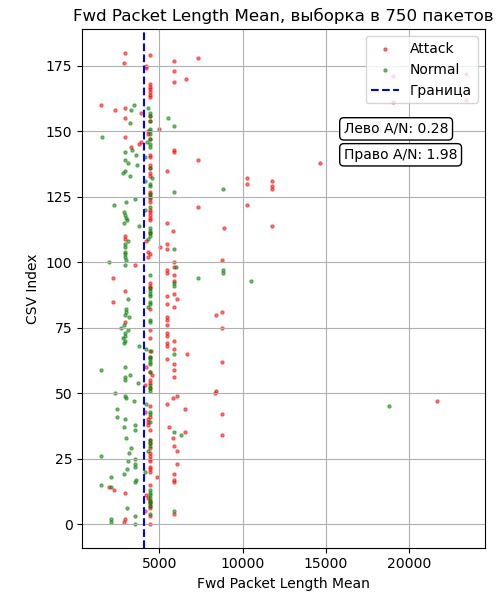 Fwd Packet Length Mean, выборка в 750 пакетов
Attack
Normal
Граница
Лево A/N: 0.28
Право A/N: 1.98
175
150
125
100
75
50
25
0
CSV Index
5000 10000 15000 20000
Fwd Packet Length Mean